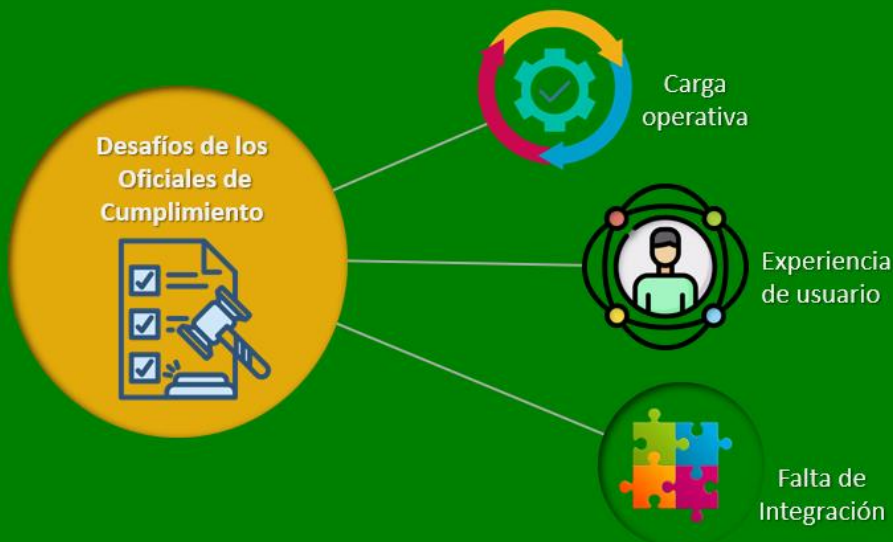 Desafíos de los
Oficiales de
Cumplimiento
Carga
operativa
Experiencia
de usuario
Falta de
Integración